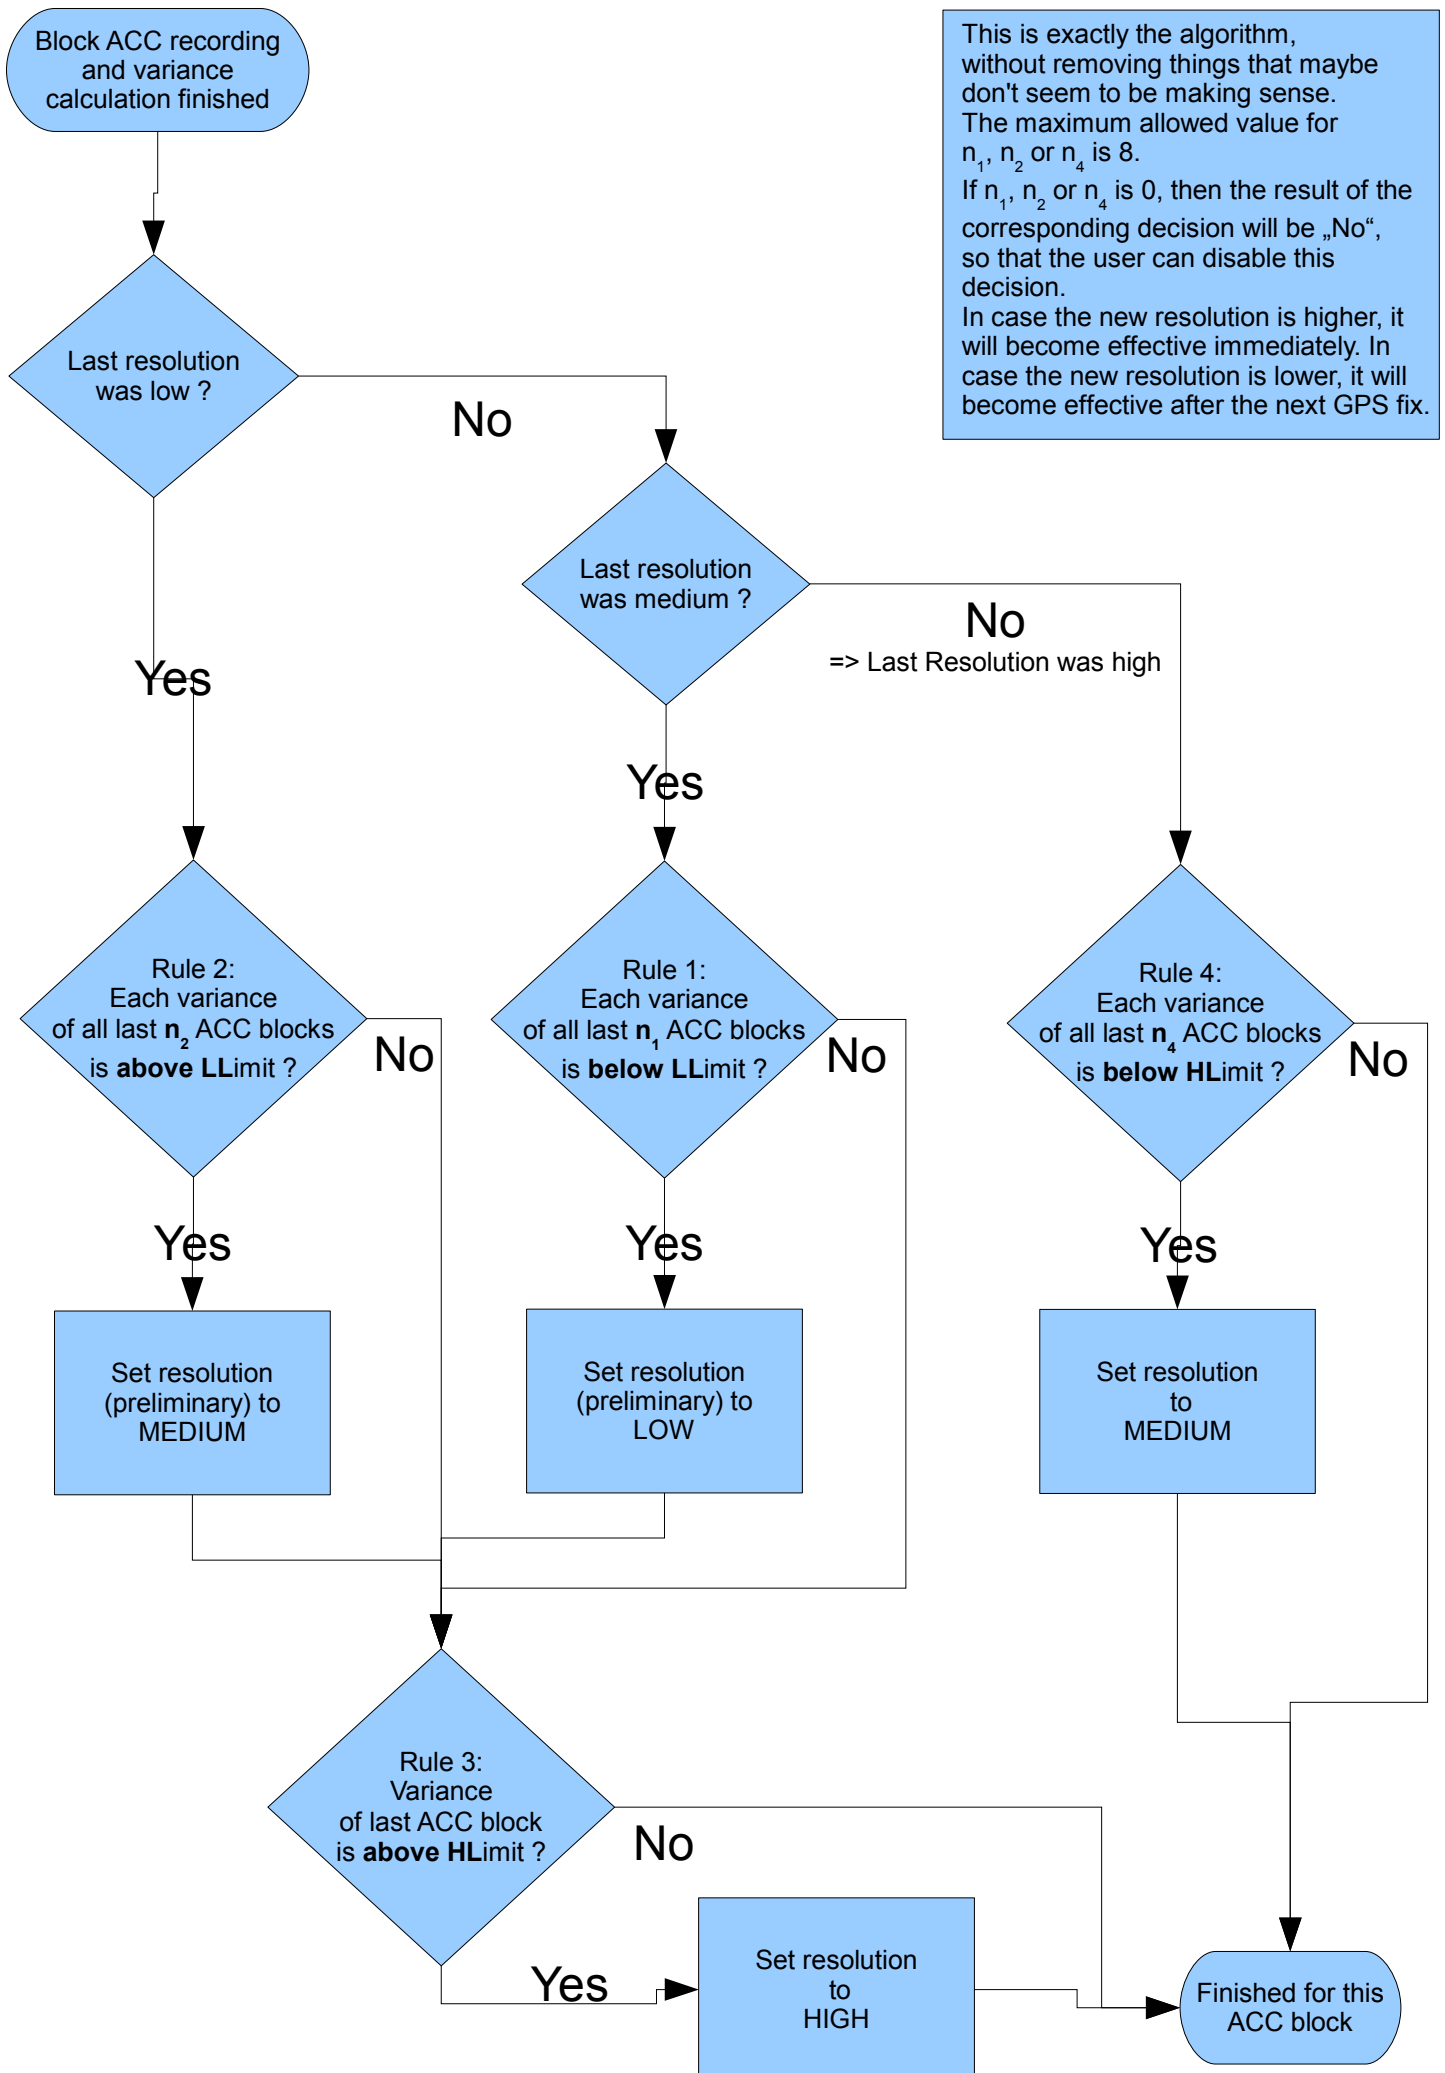 Block ACC recording
and variance
calculation finished
This is exactly the algorithm,
without removing things that maybe
don't seem to be making sense.
The maximum allowed value for
n₁, n₂ or n₄ is 8.
If n₁, n₂ or n₄ is 0, then the result of the
corresponding decision will be „No“,
so that the user can disable this
decision.
In case the new resolution is higher, it
will become effective immediately. In
case the new resolution is lower, it will
become effective after the next GPS fix.
Last resolution
was low ?
No
Yes
Last resolution
was medium ?
No
=> Last Resolution was high
Yes
Rule 2:
Each variance
of all last n₂ ACC blocks
is above LLimit ?
No
Yes
Rule 1:
Each variance
of all last n₁ ACC blocks
is below LLimit ?
No
Yes
Rule 4:
Each variance
of all last n₄ ACC blocks
is below HLimit ?
No
Yes
Set resolution
(preliminary) to
MEDIUM
Set resolution
(preliminary) to
LOW
Set resolution
to
MEDIUM
Rule 3:
Variance
of last ACC block
is above HLimit ?
No
Yes
Set resolution
to
HIGH
Finished for this
ACC block